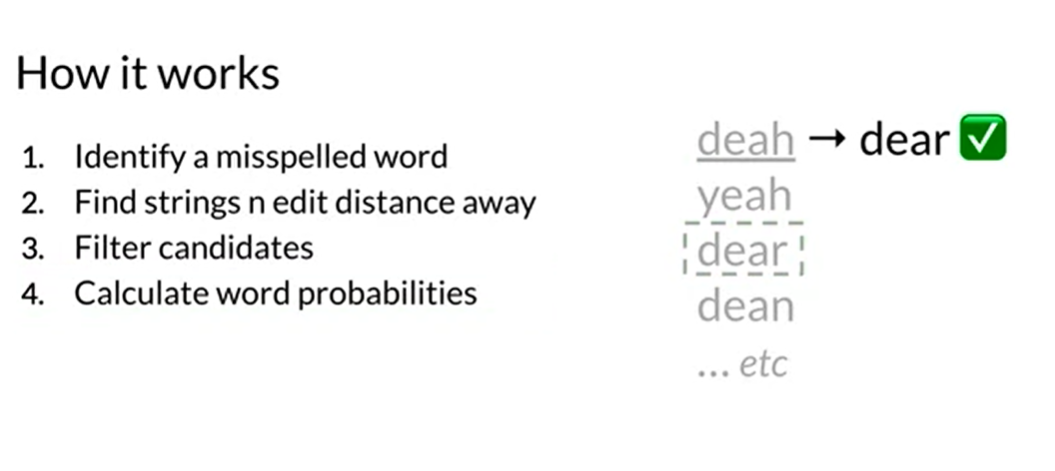 How it works
1. Identify a misspelled word
2. Find strings n edit distance away
3. Filter candidates
4. Calculate word probabilities
deah → dear ✅
yeah
dear
dean
... etc